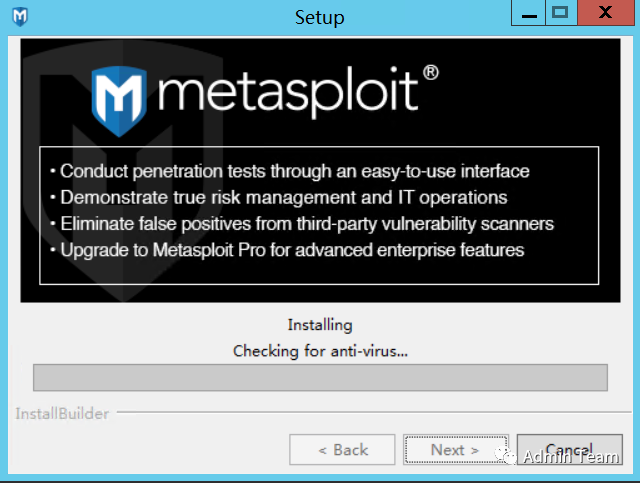 Setup
metasploit®
• Conduct penetration tests through an easy-to-use interface
• Demonstrate true risk management and IT operations
• Eliminate false positives from third-party vulnerability scanners
• Upgrade to Metasploit Pro for advanced enterprise features
Installing
Checking for anti-virus...
InstallBuilder
< Back Next > Cancel
Admin Team